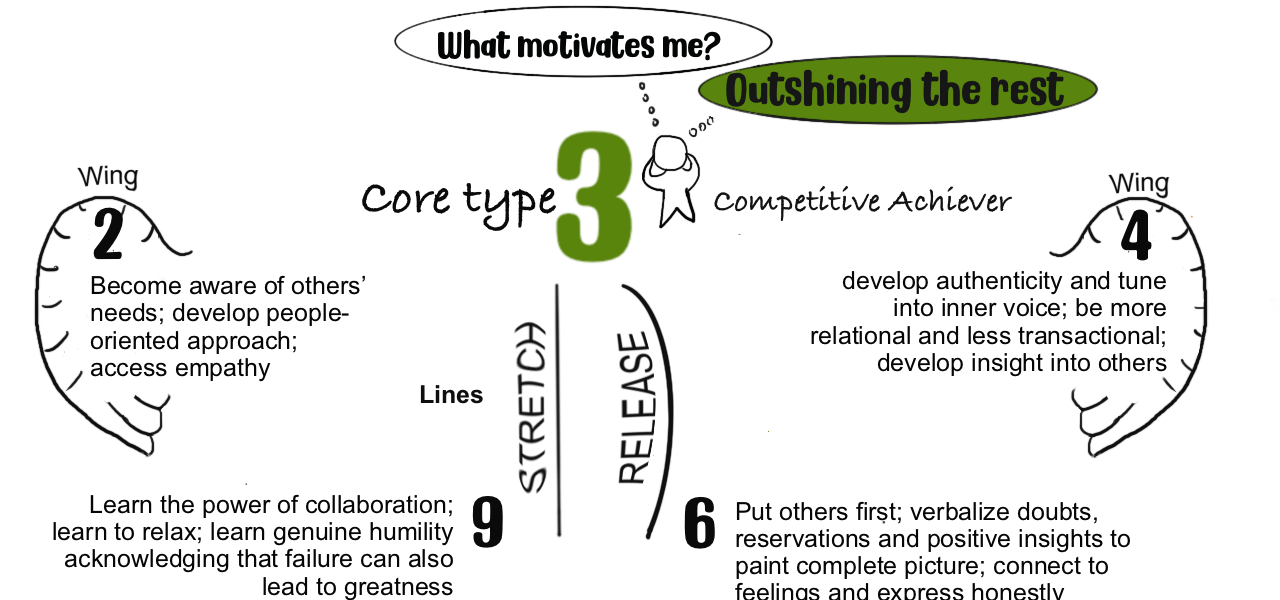 What motivates me?
Outshining the rest
Core type 3 Competitive Achiever
Wing
2
Become aware of others’
needs; develop people-
oriented approach;
access empathy
Wing
4
develop authenticity and tune
into inner voice; be more
relational and less transactional;
develop insight into others
Lines
STRETCH
RELEASE
Learn the power of collaboration;
learn to relax; learn genuine humility
acknowledging that failure can also
lead to greatness
9
6
Put others first; verbalize doubts,
reservations and positive insights to
paint complete picture; connect to
feelings and express honestly